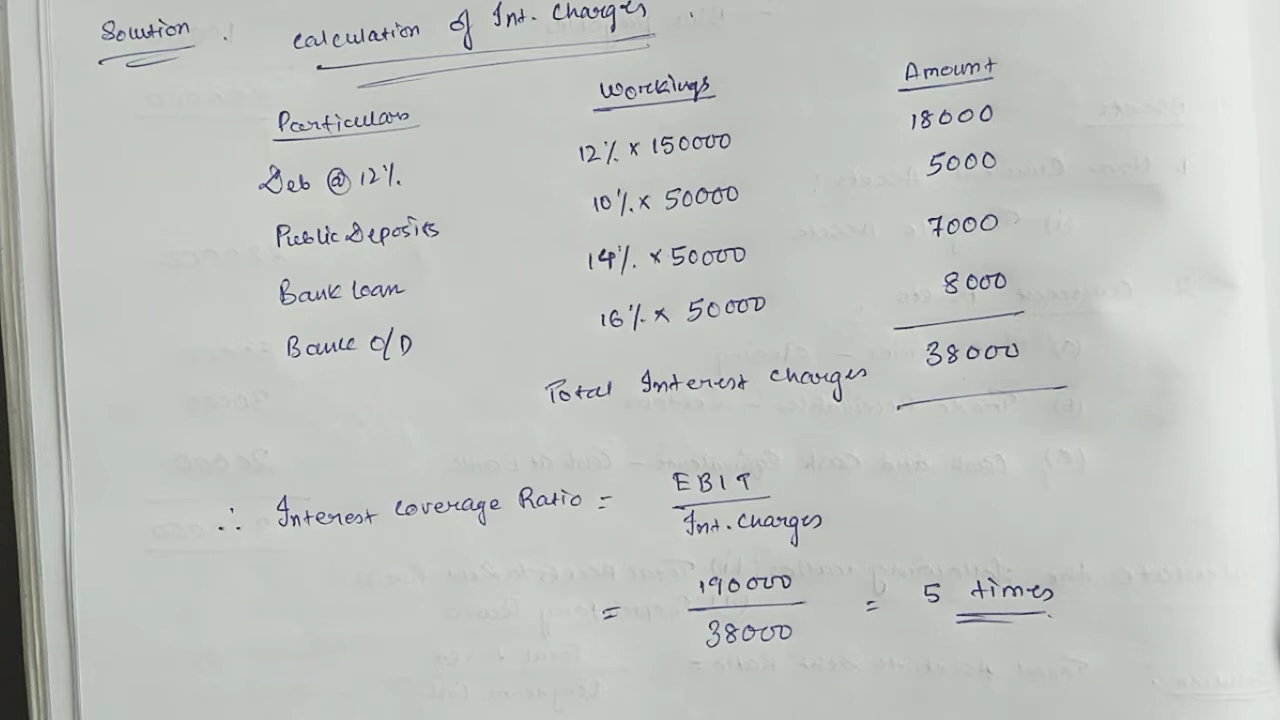 Solution . Calculation of Int. Charges
Particulars Workings Amount
Deb @ 12% 12% x 150000 18000
Public Deposits 10% x 50000 5000
Bank loan 14% x 50000 7000
Bank O/D 16% x 50000 8000
Total Interest charges 38000
∴ Interest coverage Ratio = EBIT
Int. charges
= 190000 = 5 times
38000